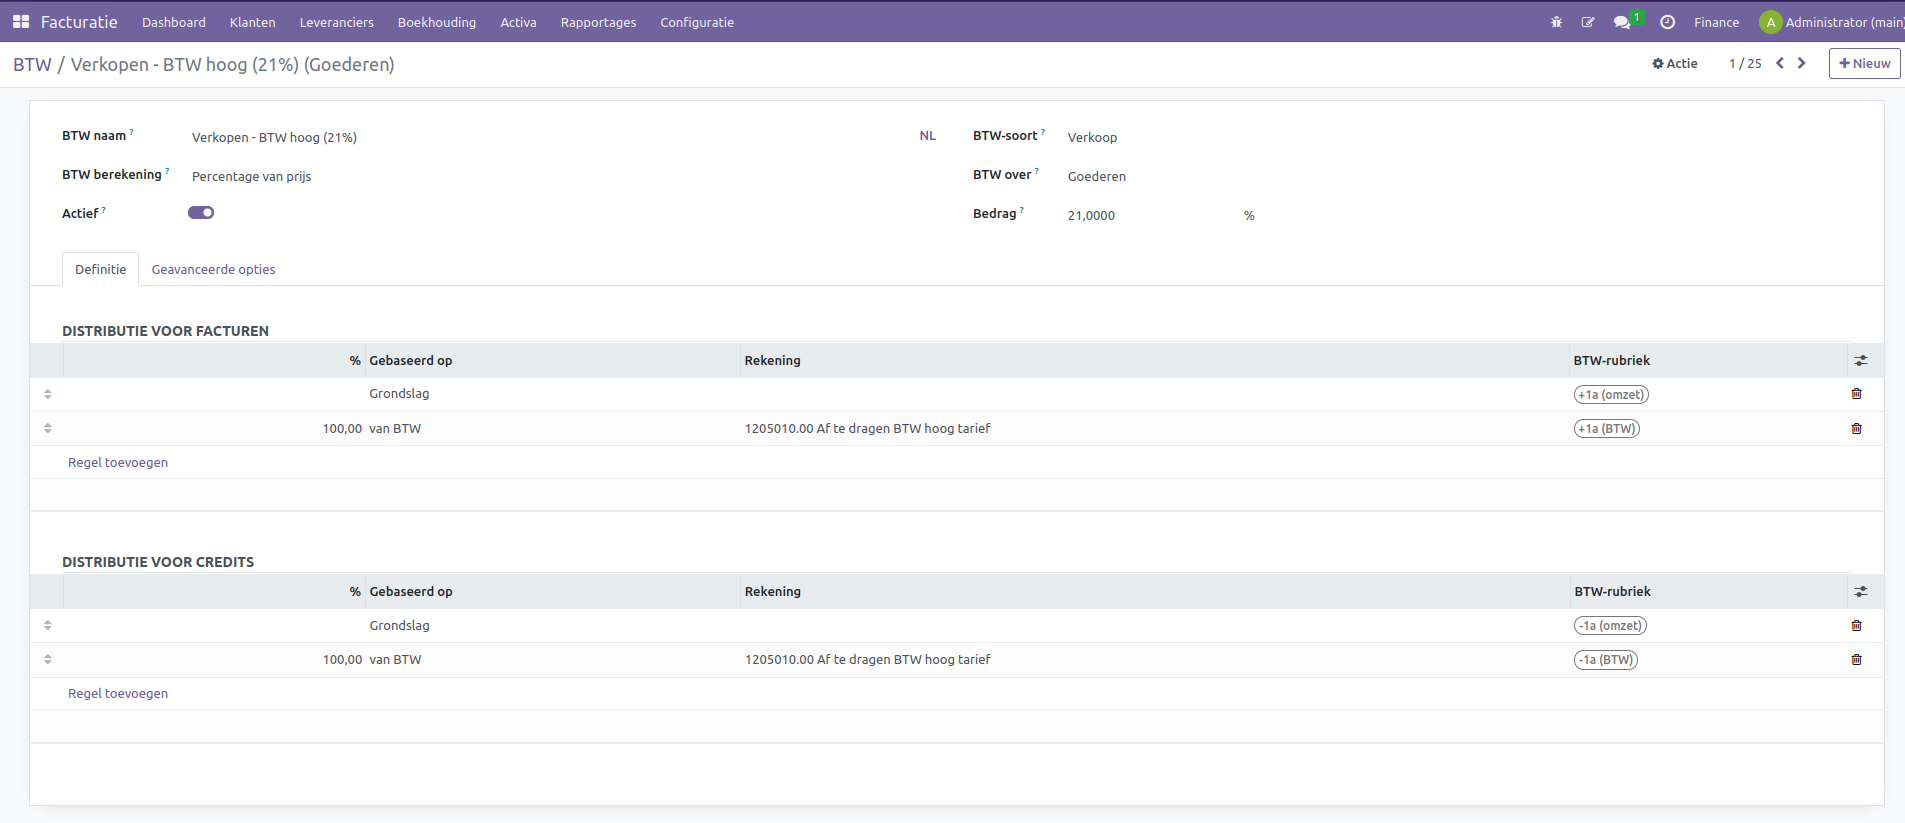 Facturatie Dashboard Klanten Leveranciers Boekhouding Activa Rapportages Configuratie 1 Finance A Administrator (main)
BTW / Verkopen - BTW hoog (21%) (Goederen) Actie 1 / 25 Nieuw
BTW naam ? Verkopen - BTW hoog (21%) NL BTW-soort ? Verkoop
BTW berekening ? Percentage van prijs BTW over ? Goederen
Actief ? Bedrag ? 21,0000 %
Definitie Geavanceerde opties
DISTRIBUTIE VOOR FACTUREN
% Gebaseerd op Rekening BTW-rubriek
Grondslag +1a (omzet)
100,00 van BTW 1205010.00 Af te dragen BTW hoog tarief +1a (BTW)
Regel toevoegen
DISTRIBUTIE VOOR CREDITS
% Gebaseerd op Rekening BTW-rubriek
Grondslag -1a (omzet)
100,00 van BTW 1205010.00 Af te dragen BTW hoog tarief -1a (BTW)
Regel toevoegen